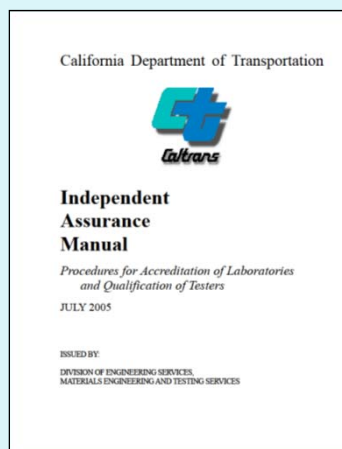 California Department of Transportation
Ct
Caltrans
Independent
Assurance
Manual
Procedures for Accreditation of Laboratories
and Qualification of Testers
JULY 2005
ISSUED BY:
DIVISION OF ENGINEERING SERVICES,
MATERIALS ENGINEERING AND TESTING SERVICES